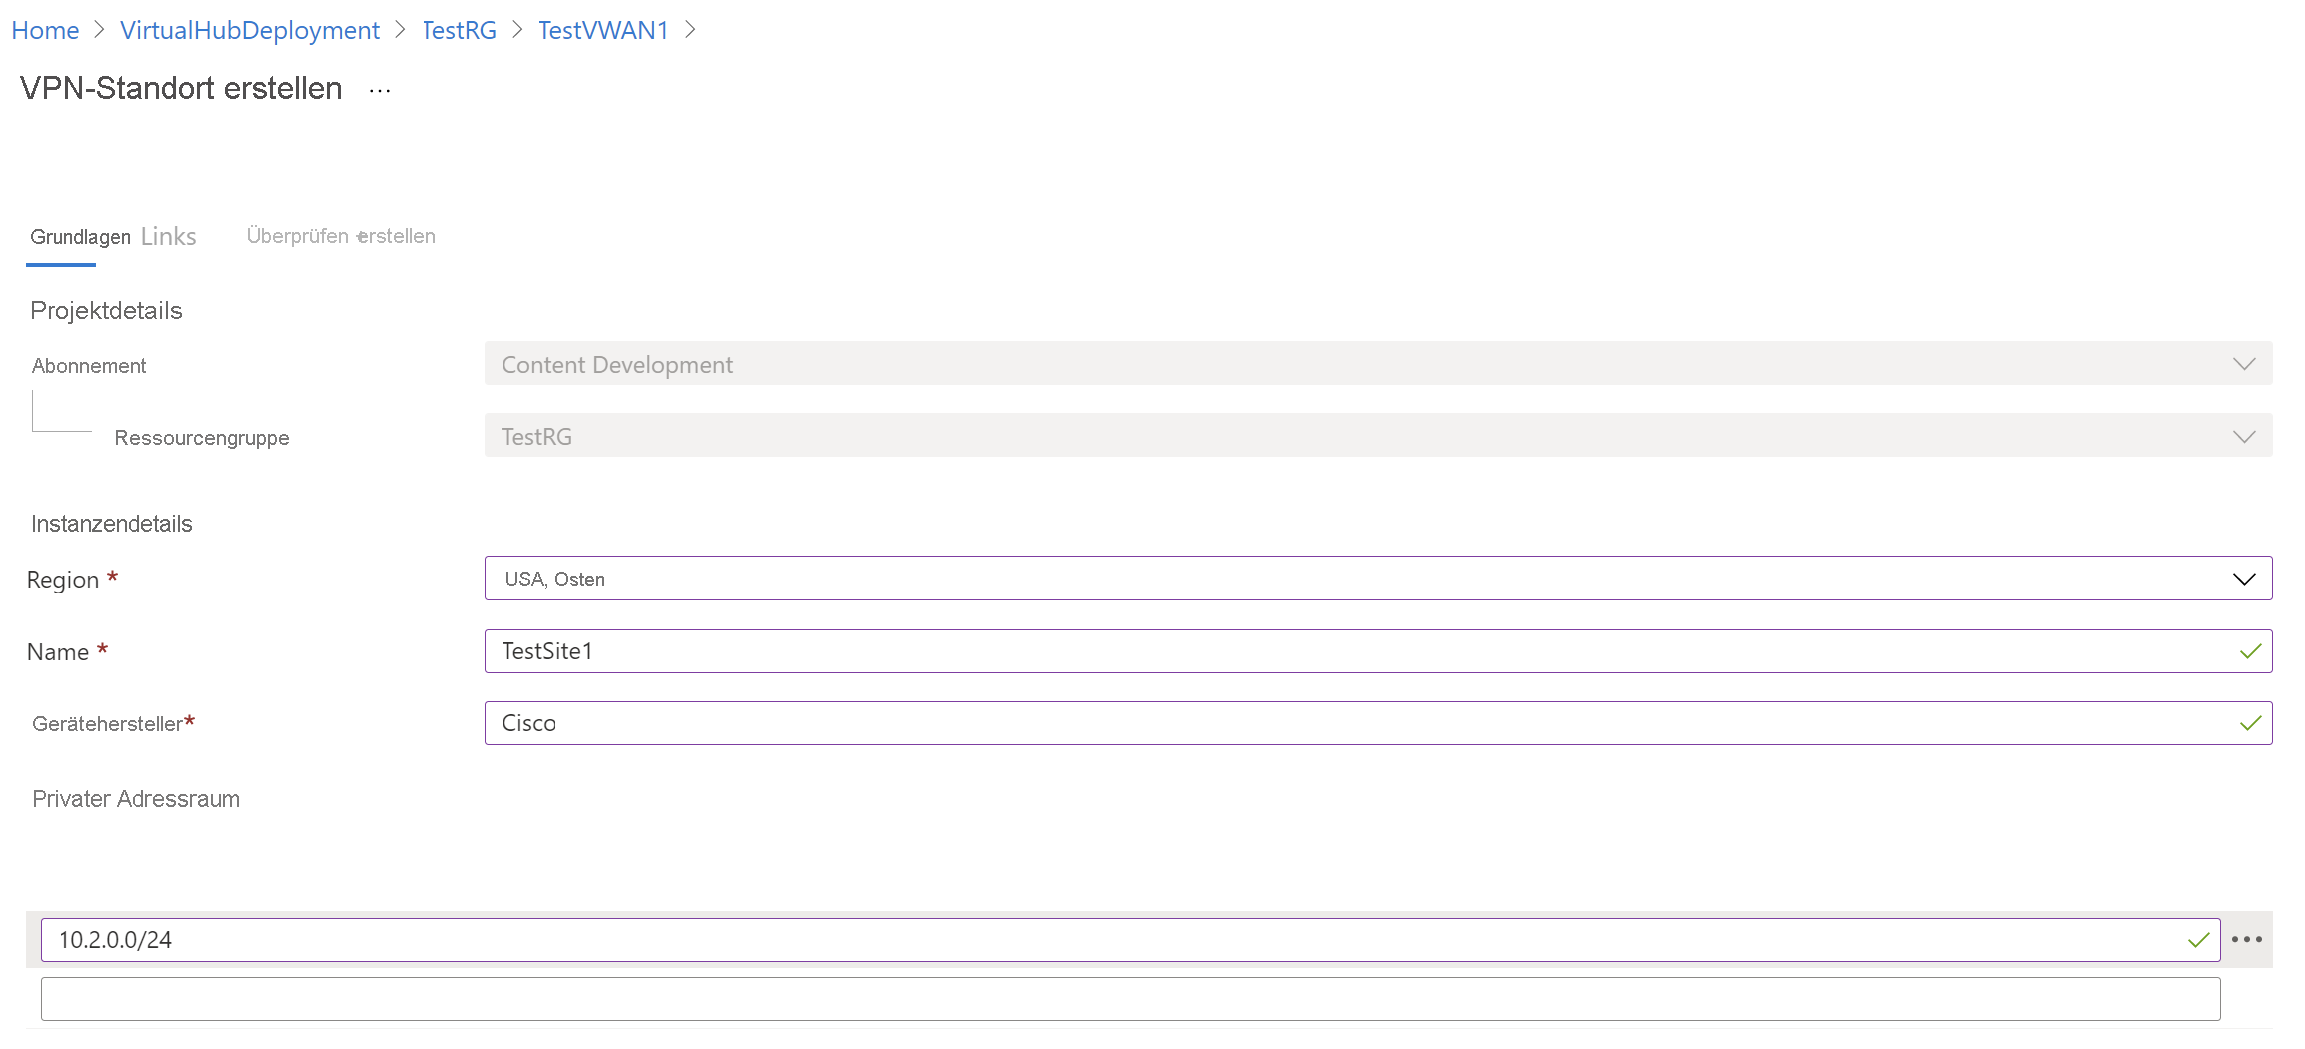 Home > VirtualHubDeployment > TestRG > TestVWAN1 >
VPN-Standort erstellen ...
Grundlagen Links Überprüfen + erstellen
Projektdetails
Abonnement Content Development
Ressourcengruppe TestRG
Instanzendetails
Region * USA, Osten
Name * TestSite1
Gerätehersteller* Cisco
Privater Adressraum
10.2.0.0/24